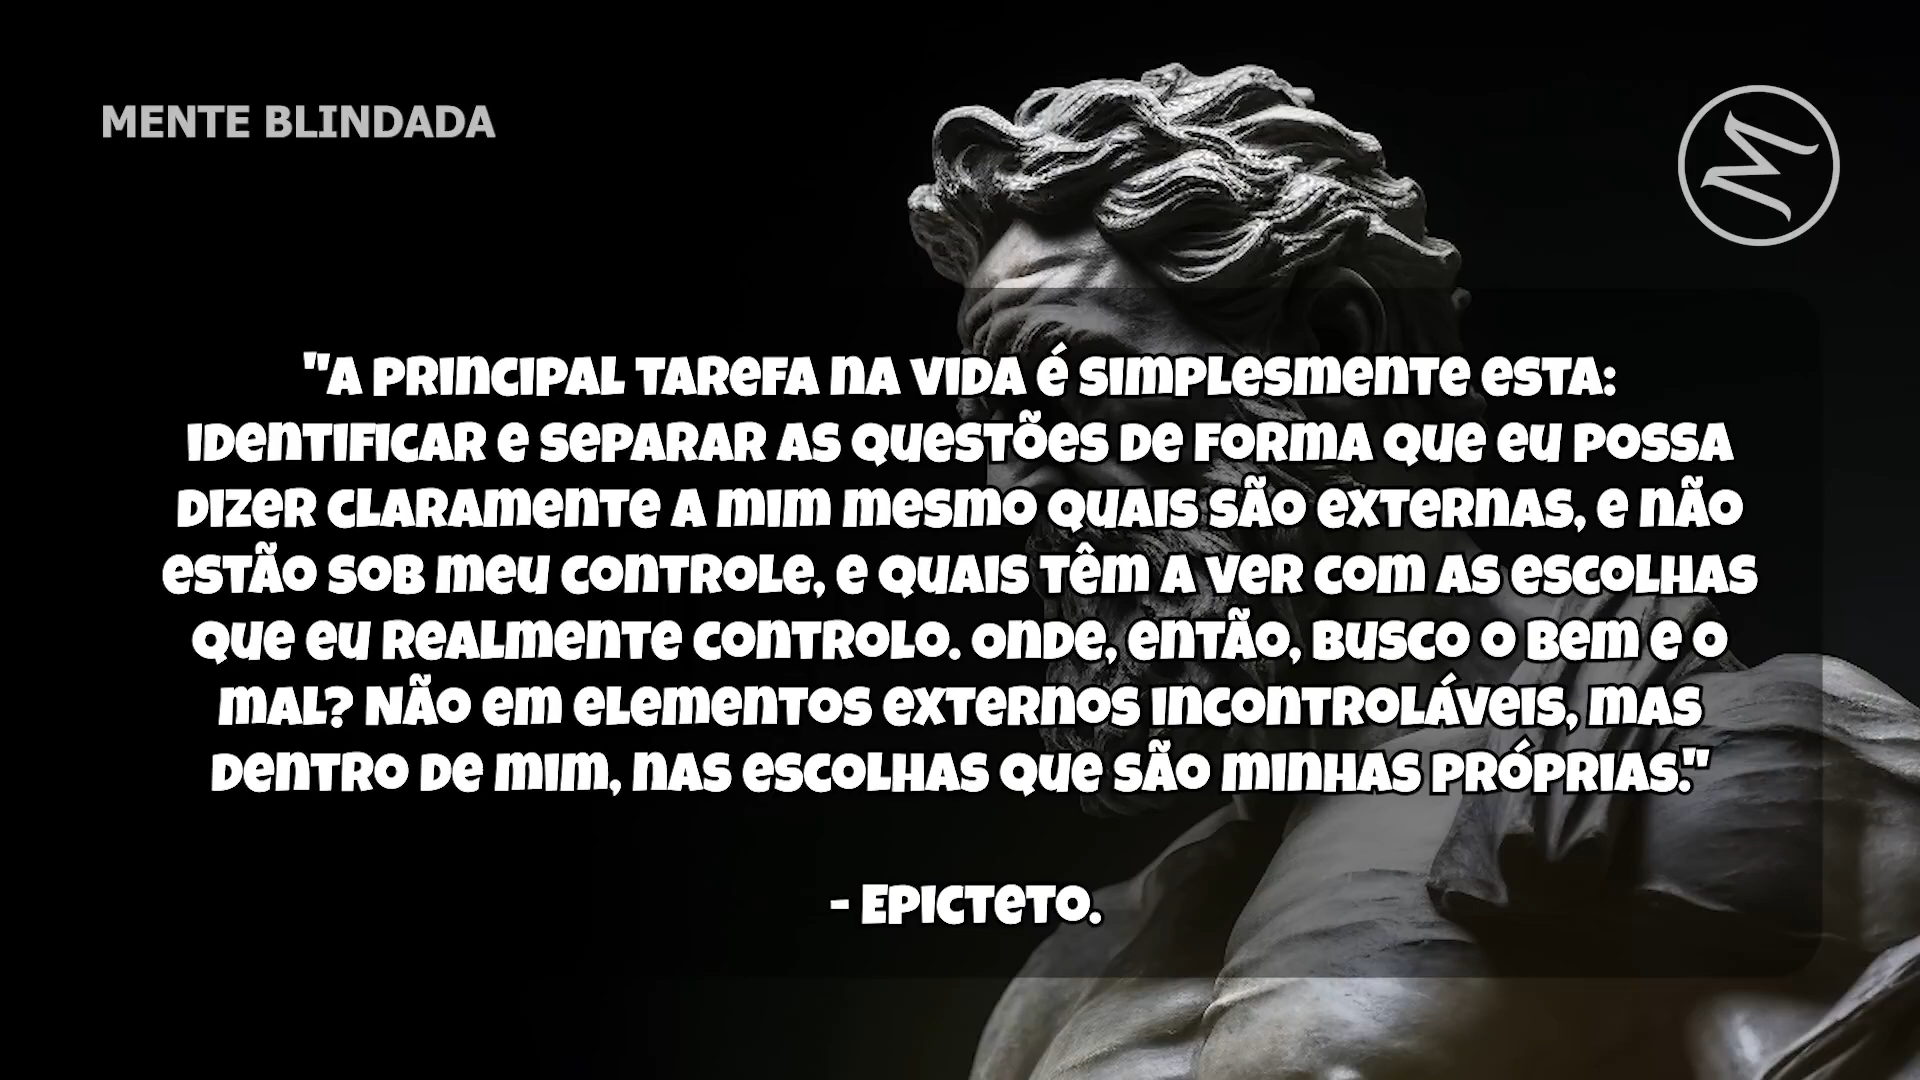 MENTE BLINDADA
M
"A PRINCIPAL TAREFA NA VIDA É SIMPLESMENTE ESTA:
IDENTIFICAR E SEPARAR AS QUESTÕES DE FORMA QUE EU POSSA
DIZER CLARAMENTE A MIM MESMO QUAIS SÃO EXTERNAS, E NÃO
ESTÃO SOB MEU CONTROLE, E QUAIS TÊM A VER COM AS ESCOLHAS
QUE EU REALMENTE CONTROLO. ONDE, ENTÃO, BUSCO O BEM E O
MAL? NÃO EM ELEMENTOS EXTERNOS INCONTROLÁVEIS, MAS
DENTRO DE MIM, NAS ESCOLHAS QUE SÃO MINHAS PRÓPRIAS."
- EPICTETO.